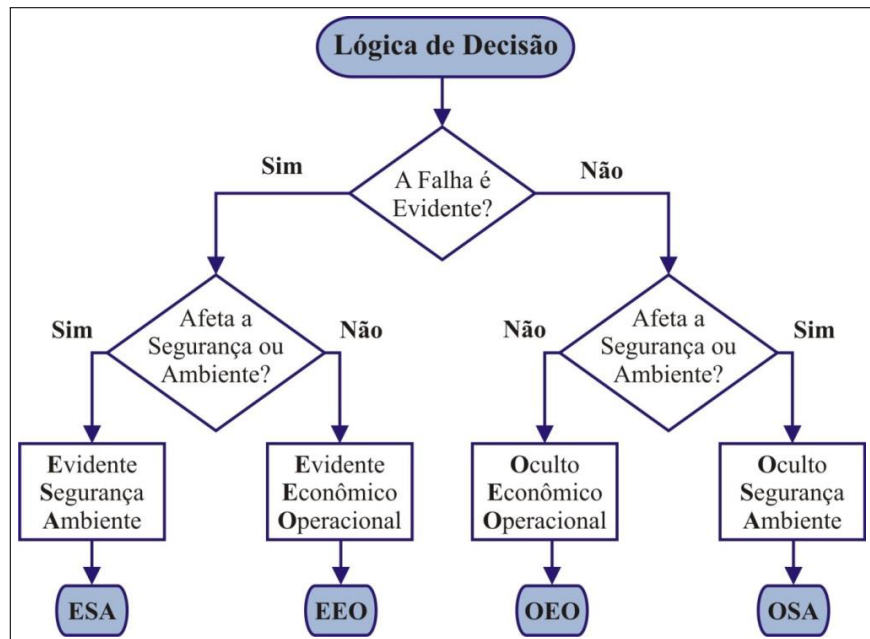 Lógica de Decisão
A Falha é
Evidente?
Sim
Não
Afeta a
Segurança ou
Ambiente?
Sim
Não
Afeta a
Segurança ou
Ambiente?
Não
Sim
Evidente
Segurança
Ambiente
Evidente
Econômico
Operacional
Oculto
Econômico
Operacional
Oculto
Segurança
Ambiente
ESA
EEO
OEO
OSA